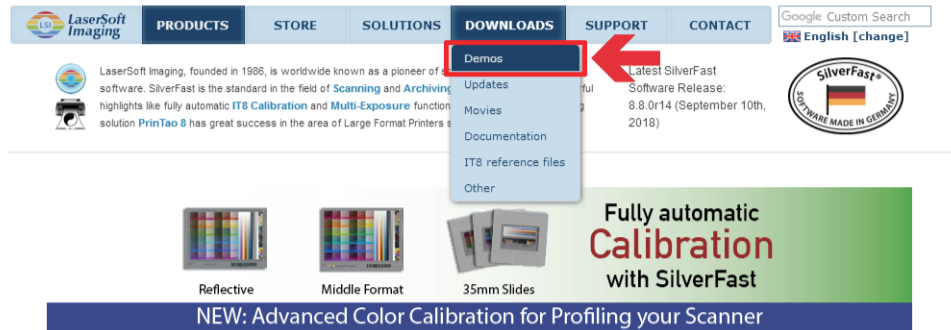 LaserSoft
Imaging
PRODUCTS
STORE
SOLUTIONS
DOWNLOADS
SUPPORT
CONTACT
Google Custom Search
English [change]
Demos
Updates
Movies
Documentation
IT8 reference files
Other
LaserSoft Imaging, founded in 1986, is worldwide known as a pioneer of
software. SilverFast is the standard in the field of Scanning and Archiving
highlights like fully automatic IT8 Calibration and Multi-Exposure function
solution PrinTao 8 has great success in the area of Large Format Printers
Latest SilverFast
Software Release:
8.8.0r14 (September 10th,
2018)
SilverFast®
SOFTWARE MADE IN GERMANY
Reflective
Middle Format
35mm Slides
Fully automatic
Calibration
with SilverFast
NEW: Advanced Color Calibration for Profiling your Scanner